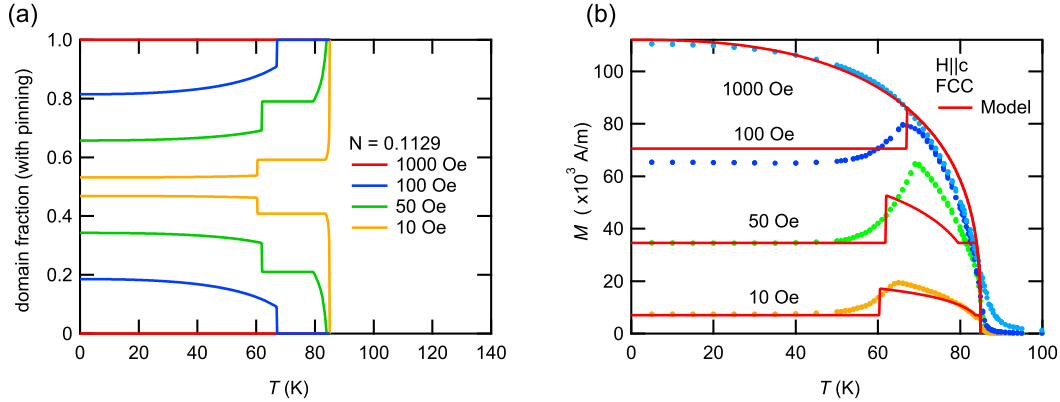 (a)
1.0
0.8
0.6
0.4
0.2
0
domain fraction (with pinning)
N = 0.1129
1000 Oe
100 Oe
50 Oe
10 Oe
0 20 40 60 80 100 120 140
T (K)
(b)
100
80
60
40
20
0
M ( x10³ A/m)
H||c
FCC
Model
1000 Oe
100 Oe
50 Oe
10 Oe
0 20 40 60 80 100
T (K)